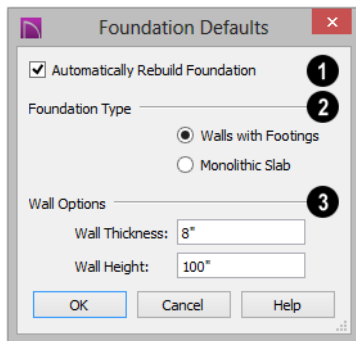 Foundation Defaults
Automatically Rebuild Foundation 1
Foundation Type 2
Walls with Footings
Monolithic Slab
Wall Options 3
Wall Thickness: 8"
Wall Height: 100"
OK Cancel Help